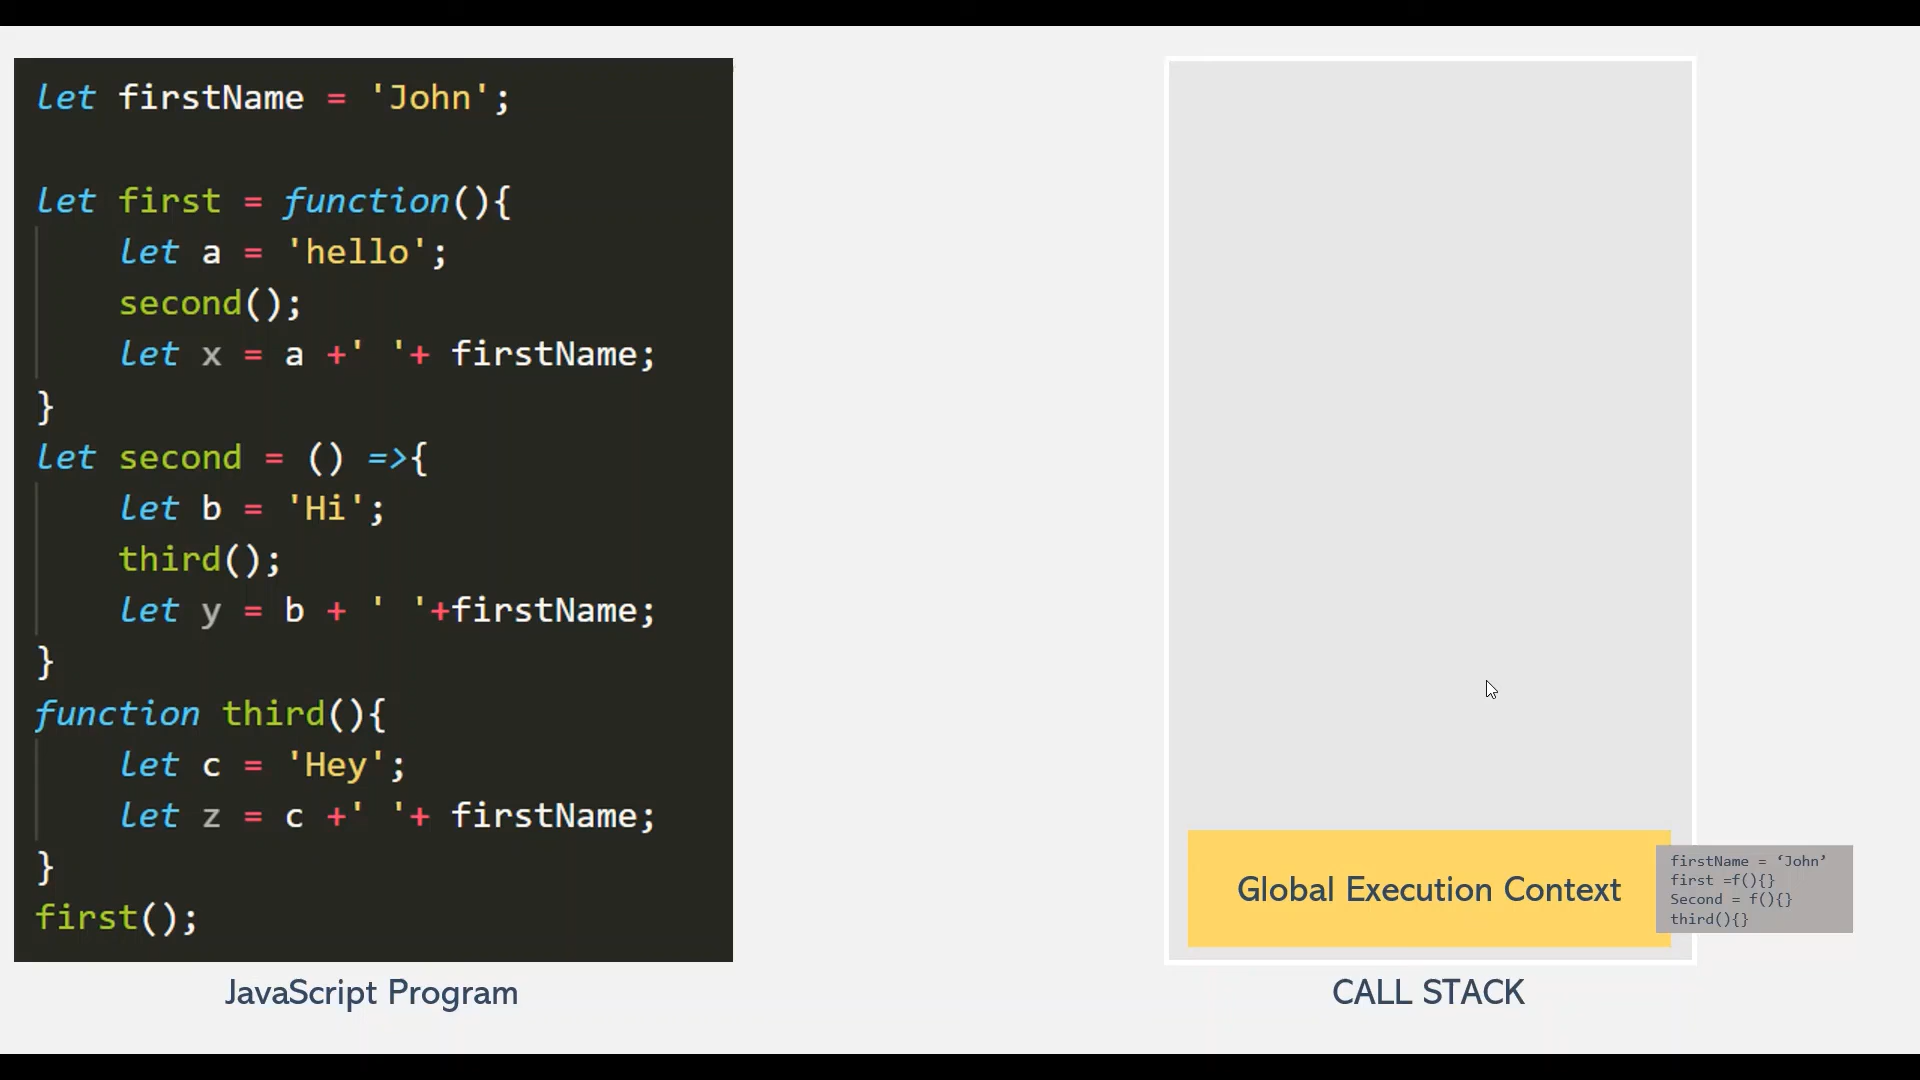 let firstName = 'John';
let first = function(){
let a = 'hello';
second();
let x = a +' '+ firstName;
}
let second = () =>{
let b = 'Hi';
third();
let y = b + ' '+firstName;
}
function third(){
let c = 'Hey';
let z = c +' '+ firstName;
}
first();
JavaScript Program
Global Execution Context
firstName = ‘John’
first =f(){}
Second = f(){}
third(){}
CALL STACK